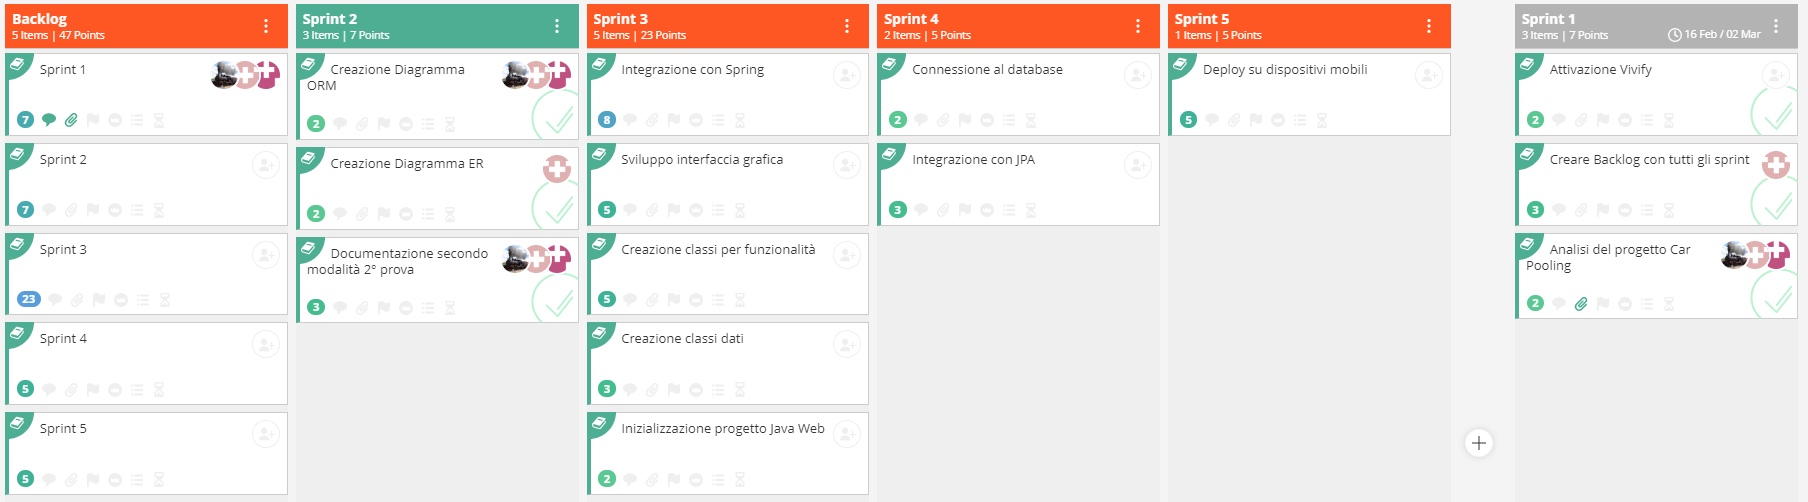 Backlog
5 Items | 47 Points
Sprint 1
7
Sprint 2
7
Sprint 3
23
Sprint 4
5
Sprint 5
5
Sprint 2
3 Items | 7 Points
Creazione Diagramma
ORM
2
Creazione Diagramma ER
2
Documentazione secondo
modalità 2° prova
3
Sprint 3
5 Items | 23 Points
Integrazione con Spring
8
Sviluppo interfaccia grafica
5
Creazione classi per funzionalità
5
Creazione classi dati
3
Inizializzazione progetto Java Web
2
Sprint 4
2 Items | 5 Points
Connessione al database
2
Integrazione con JPA
3
Sprint 5
1 Items | 5 Points
Deploy su dispositivi mobili
5
Sprint 1
3 Items | 7 Points
16 Feb / 02 Mar
Attivazione Vivify
2
Creare Backlog con tutti gli sprint
3
Analisi del progetto Car
Pooling
2